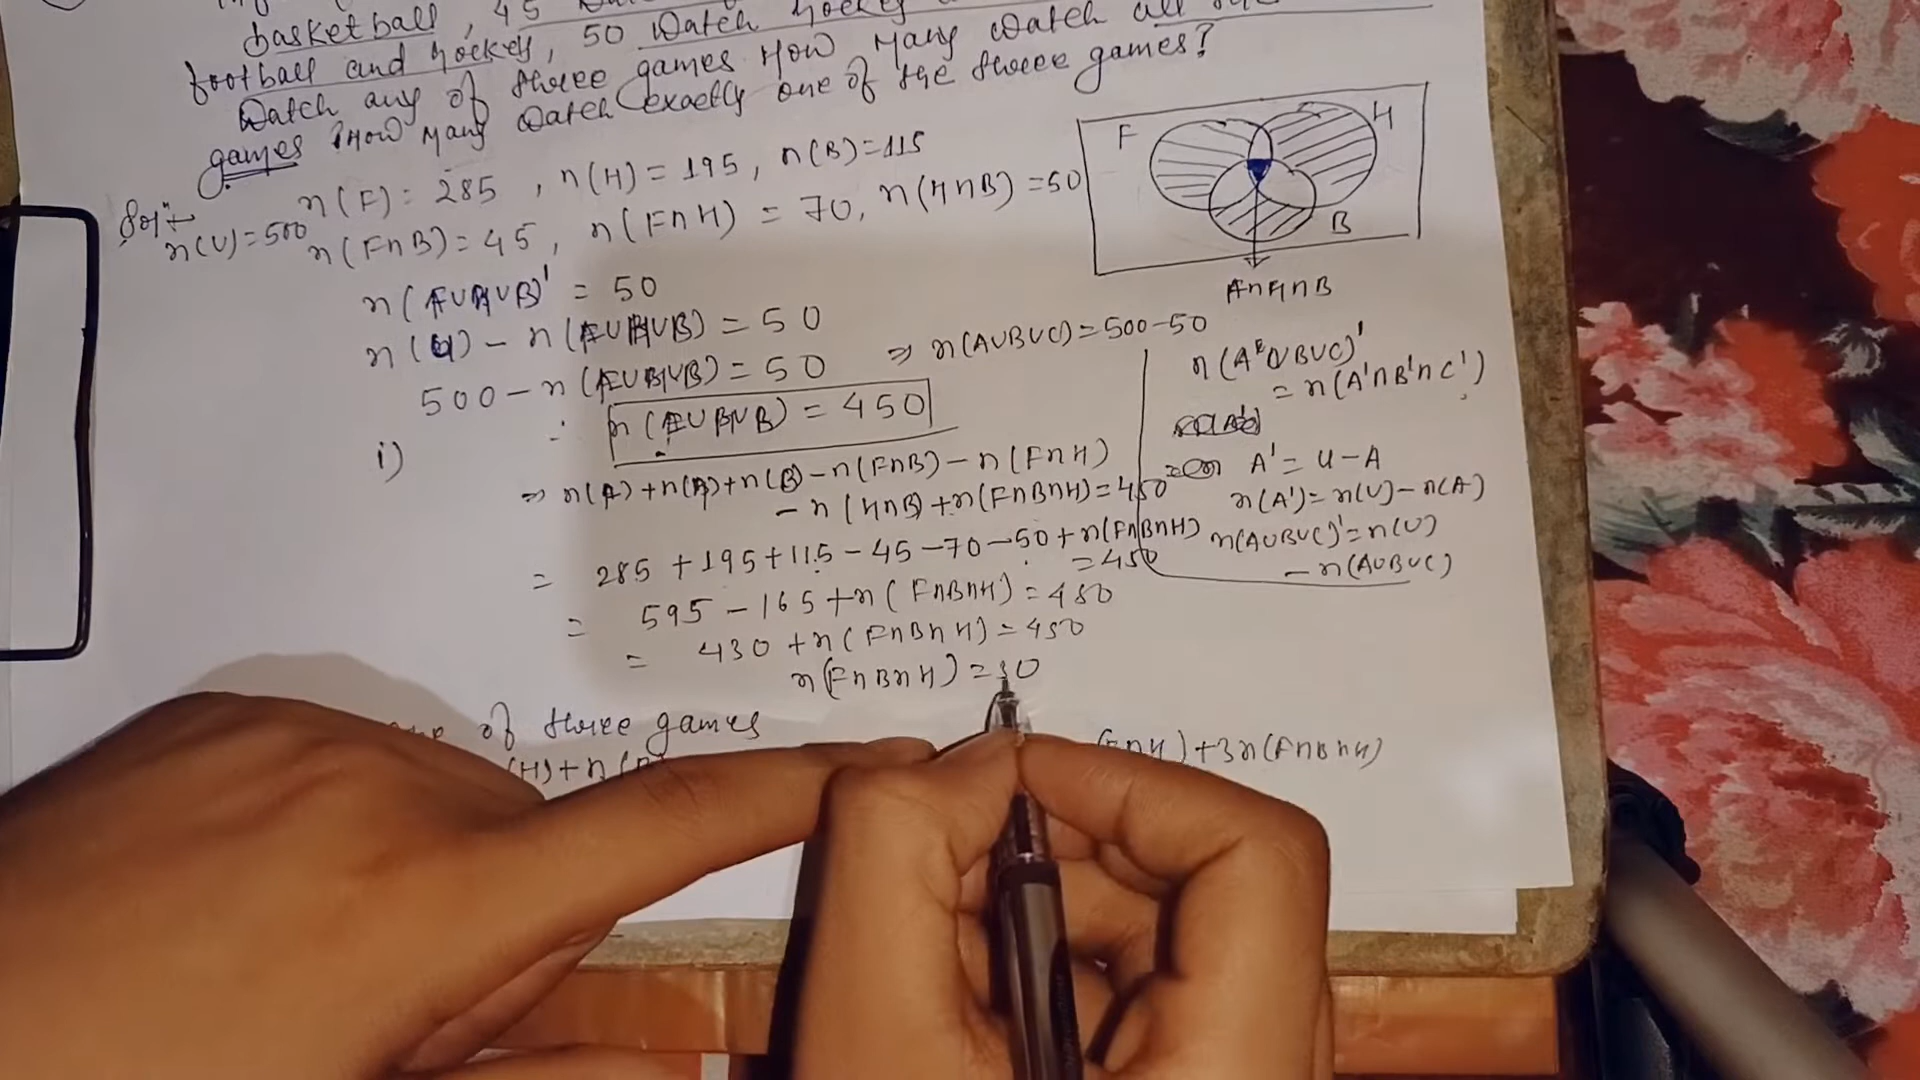 basketball, 45
football and hockey, 50 watch hockey
Watch any of three games How Many watch all
games ? How Many watch exactly one of the three games?
Solⁿ
n(U)=500
n(F)= 285 , n(H)= 195, n(B)=115
n(F∩B)=45, n(F∩H) = 70, n(H∩B) =50
F
H
B
A∩H∩B
n(FUHUB)' = 50
n(U) – n(FUHUB) = 50
500 – n(FUHUB) = 50 ⇒ n(AUBUC)=500-50
∴ n(FUHUB) = 450
i)
⇒ n(A)+n(A)+n(B)–n(F∩B)–n(F∩H)
– n(H∩B)+n(F∩B∩H)=450
= 285 +195+115–45–70–50+n(F∩B∩H)
=450
= 595 – 165 +n(F∩B∩H)=450
= 430 +n(F∩B∩H)=450
n(F∩B∩H)=30
n(AUBUC)'
= n(A'∩B'∩C')
A'= U–A
n(A')=n(U)–n(A)
n(AUBUC)'=n(U)
–n(AUBUC)
of three games
(H)+n(
∩H)+3n(F∩B∩H)